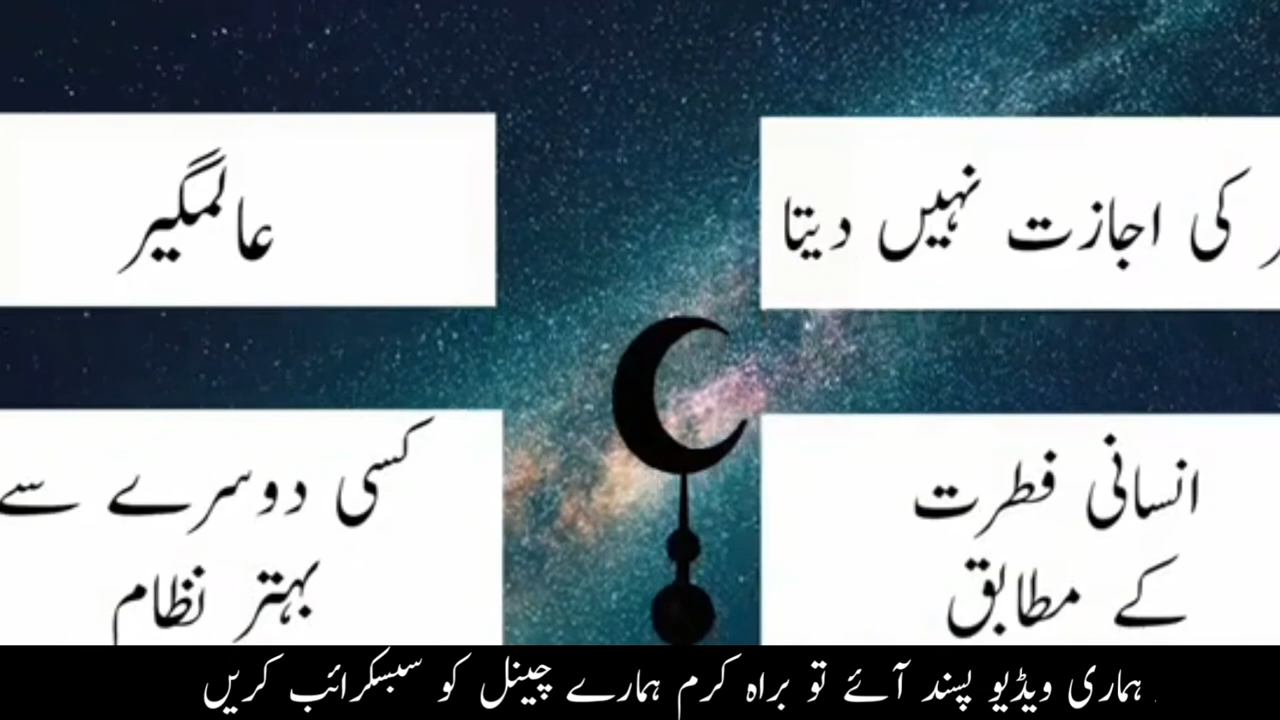 کی اجازت نہیں دیتا
عالمگیر
انسانی فطرت
کے مطابق
کسی دوسرے سے
بہتر نظام
ہماری ویڈیو پسند آئے تو براہ کرم ہمارے چینل کو سبسکرائب کریں